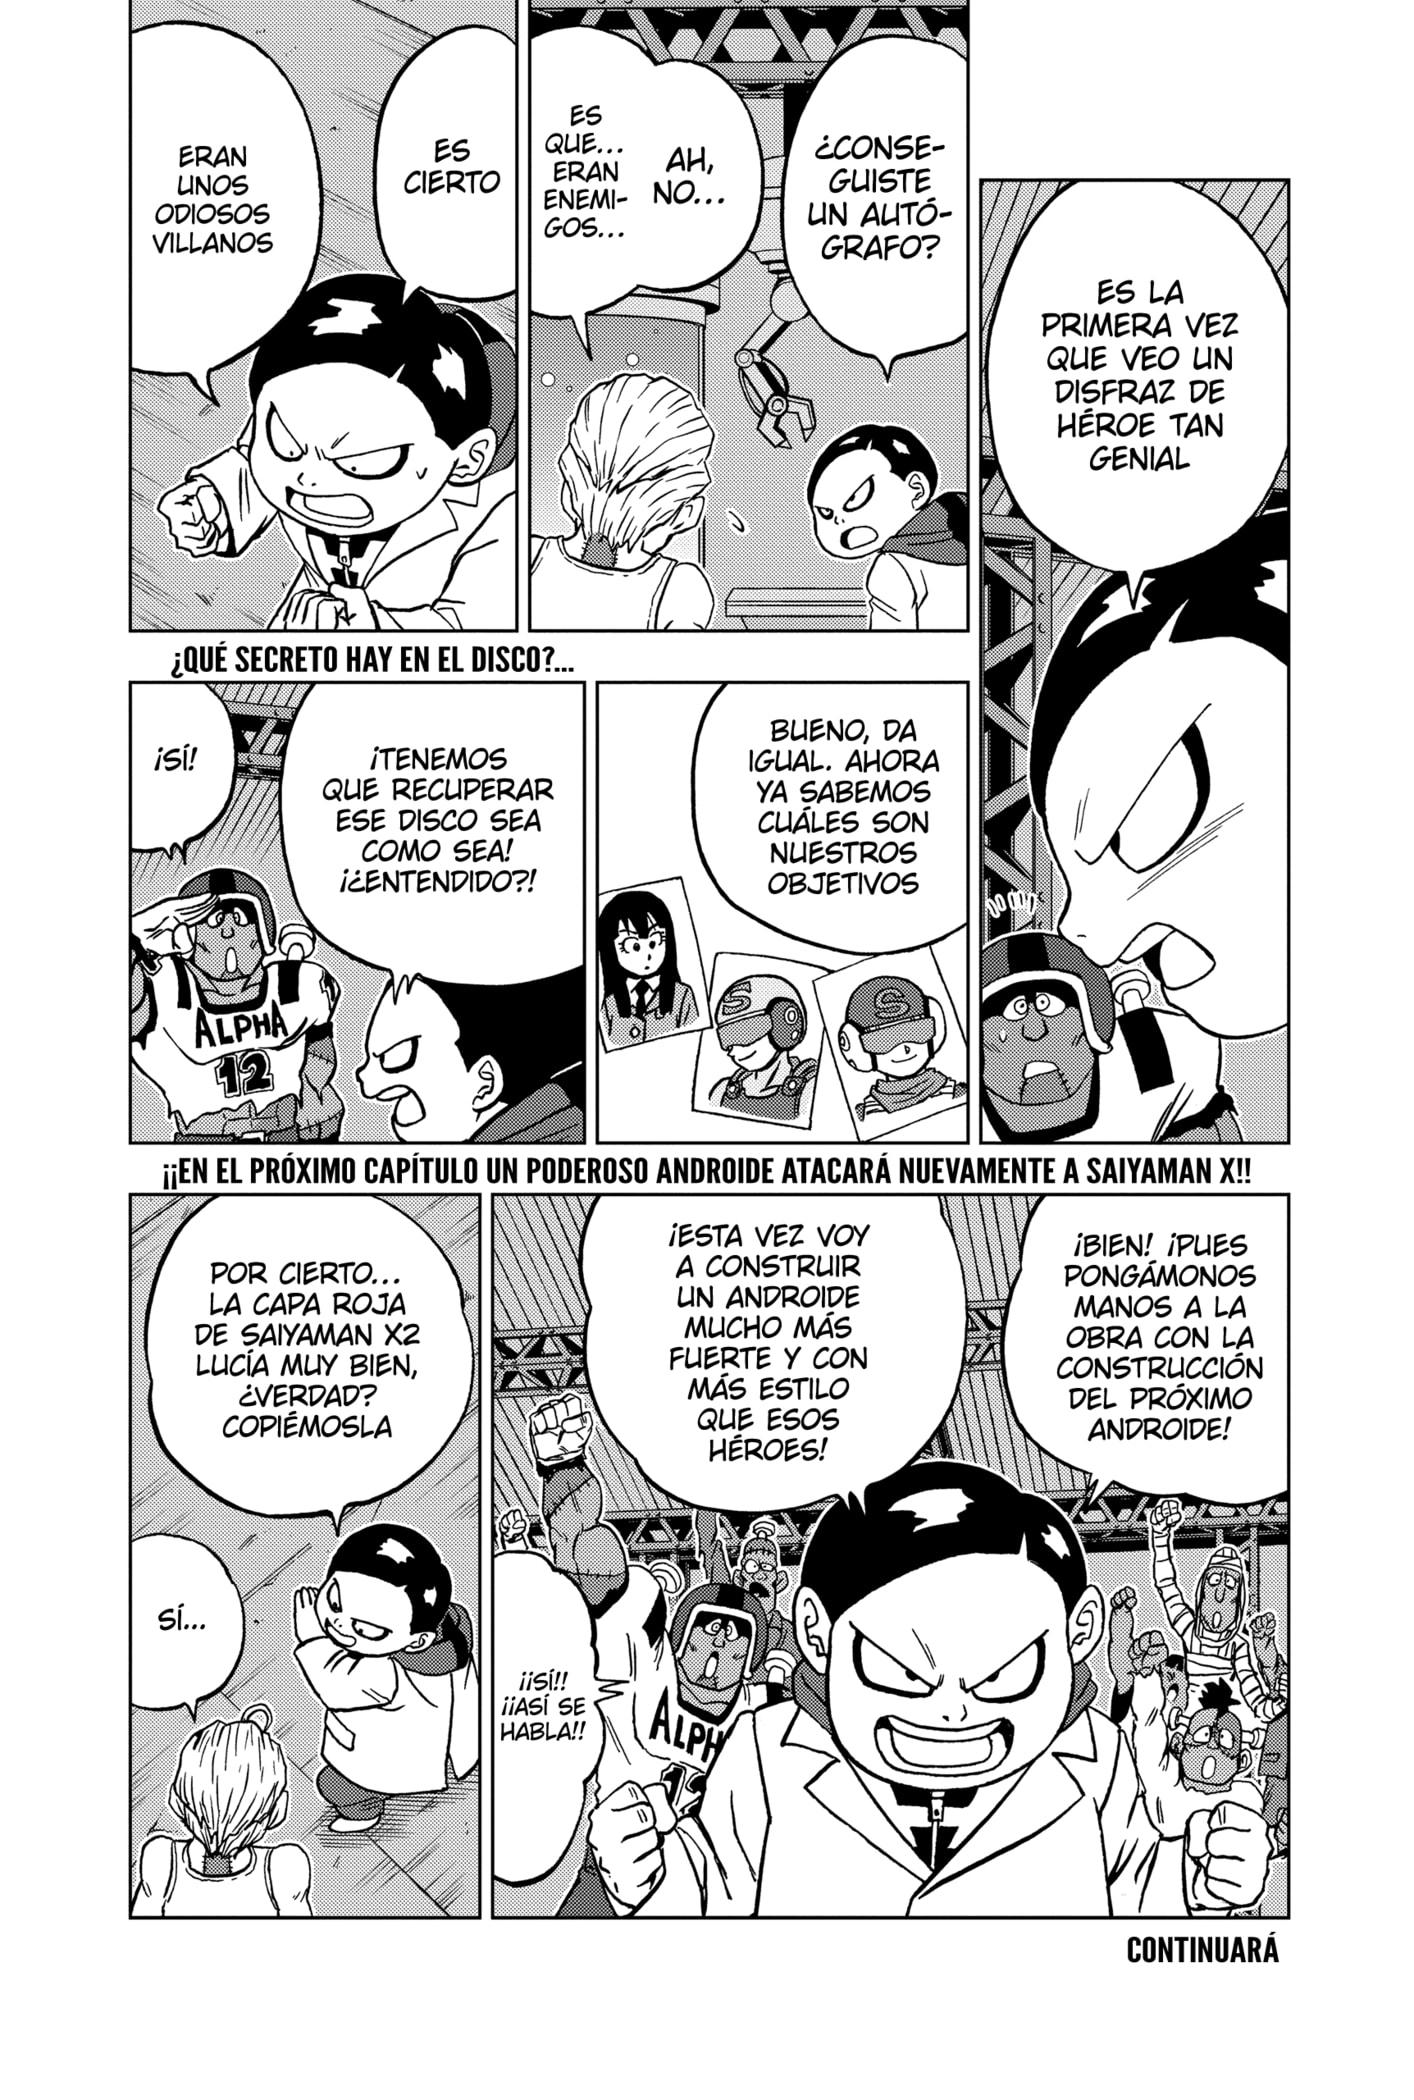 ES LA
PRIMERA VEZ
QUE VEO UN
DISFRAZ DE
HÉROE TAN
GENIAL
¿CONSE-
GUISTE
UN AUTÓ-
GRAFO?
AH,
NO...
ES
QUE...
ERAN
ENEMI-
GOS...
ES
CIERTO
ERAN
UNOS
ODIOSOS
VILLANOS
¿QUÉ SECRETO HAY EN EL DISCO?...
BUENO, DA
IGUAL. AHORA
YA SABEMOS
CUÁLES SON
NUESTROS
OBJETIVOS
S
S
¡TENEMOS
QUE RECUPERAR
ESE DISCO SEA
COMO SEA!
¡¿ENTENDIDO?!
¡SÍ!
ALPHA
12
¡¡EN EL PRÓXIMO CAPÍTULO UN PODEROSO ANDROIDE ATACARÁ NUEVAMENTE A SAIYAMAN X!!
¡BIEN! ¡PUES
PONGÁMONOS
MANOS A LA
OBRA CON LA
CONSTRUCCIÓN
DEL PRÓXIMO
ANDROIDE!
¡ESTA VEZ VOY
A CONSTRUIR
UN ANDROIDE
MUCHO MÁS
FUERTE Y CON
MÁS ESTILO
QUE ESOS
HÉROES!
¡¡SÍ!!
¡¡ASÍ SE
HABLA!!
ALPH
12
POR CIERTO...
LA CAPA ROJA
DE SAIYAMAN X2
LUCÍA MUY BIEN,
¿VERDAD?
COPIÉMOSLA
SÍ...
CONTINUARÁ